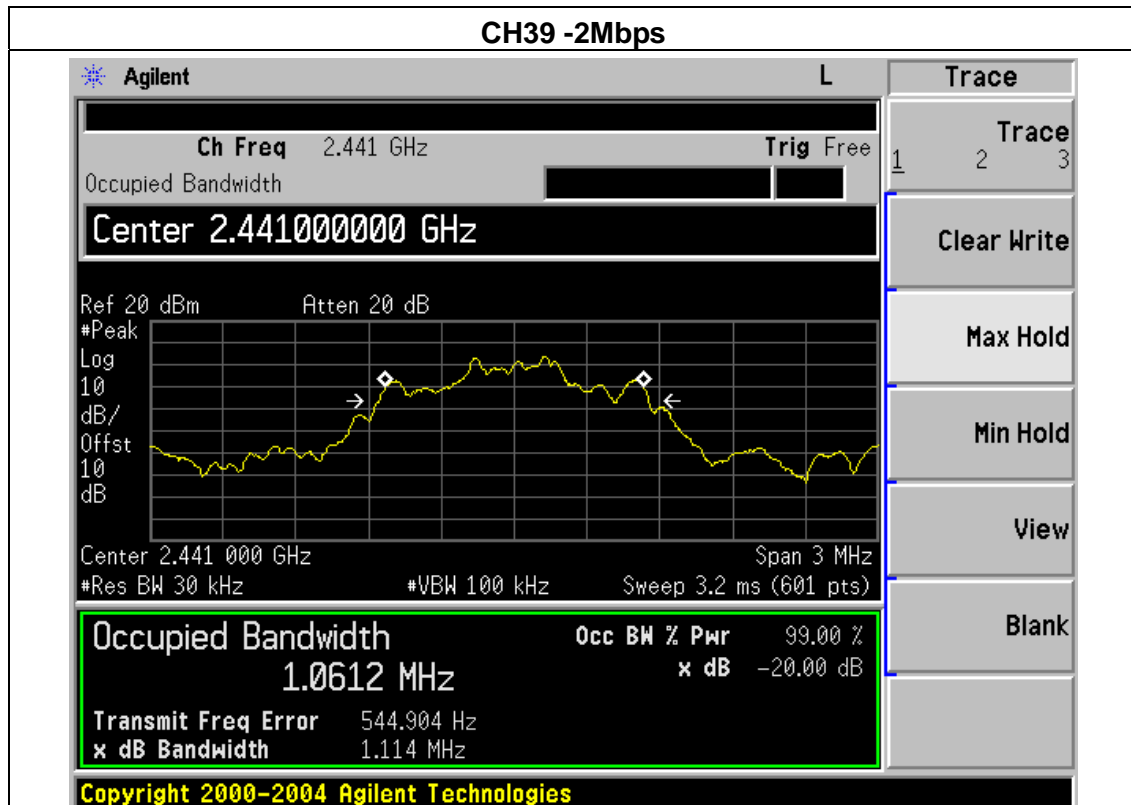 CH39 -2Mbps
Agilent L Trace
Ch Freq 2.441 GHz Trig Free
Occupied Bandwidth
Center 2.441000000 GHz
Ref 20 dBm Atten 20 dB
#Peak
Log
10
dB/
Offst
10
dB
Center 2.441 000 GHz Span 3 MHz
#Res BW 30 kHz #VBW 100 kHz Sweep 3.2 ms (601 pts)
Occupied Bandwidth Occ BW % Pwr 99.00 %
1.0612 MHz x dB -20.00 dB
Transmit Freq Error 544.904 Hz
x dB Bandwidth 1.114 MHz
Trace
1 2 3
Clear Write
Max Hold
Min Hold
View
Blank
Copyright 2000-2004 Agilent Technologies